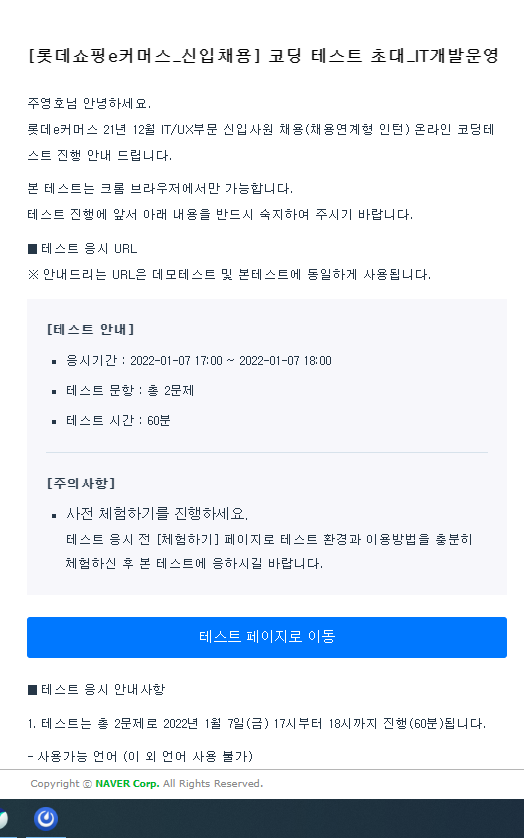 [롯데쇼핑e커머스_신입채용] 코딩 테스트 초대_IT개발운영
주영호님 안녕하세요.
롯데e커머스 21년 12월 IT/UX부문 신입사원 채용(채용연계형 인턴) 온라인 코딩테
스트 진행 안내 드립니다.
본 테스트는 크롬 브라우저에서만 가능합니다.
테스트 진행에 앞서 아래 내용을 반드시 숙지하여 주시기 바랍니다.
■ 테스트 응시 URL
※ 안내드리는 URL은 데모테스트 및 본테스트에 동일하게 사용됩니다.
[테스트 안내]
▪ 응시기간 : 2022-01-07 17:00 ~ 2022-01-07 18:00
▪ 테스트 문항 : 총 2문제
▪ 테스트 시간 : 60분
[주의사항]
▪ 사전 체험하기를 진행하세요.
테스트 응시 전 [체험하기] 페이지로 테스트 환경과 이용방법을 충분히
체험하신 후 본 테스트에 응하시길 바랍니다.
테스트 페이지로 이동
■ 테스트 응시 안내사항
1. 테스트는 총 2문제로 2022년 1월 7일(금) 17시부터 18시까지 진행(60분)됩니다.
- 사용가능 언어 (이 외 언어 사용 불가)
Copyright © NAVER Corp. All Rights Reserved.